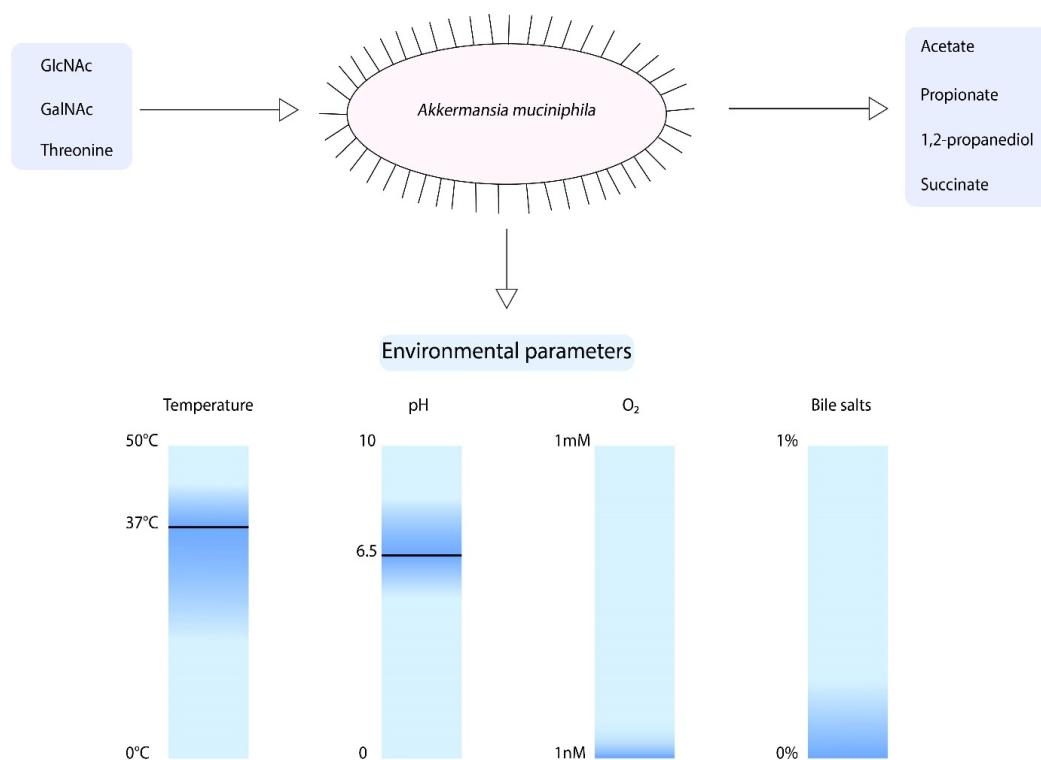 GlcNAc
GalNAc
Threonine
Akkermansia muciniphila
Acetate
Propionate
1,2-propanediol
Succinate
Environmental parameters
Temperature
50°C
37°C
0°C
pH
10
6.5
0
O₂
1mM
1nM
Bile salts
1%
0%